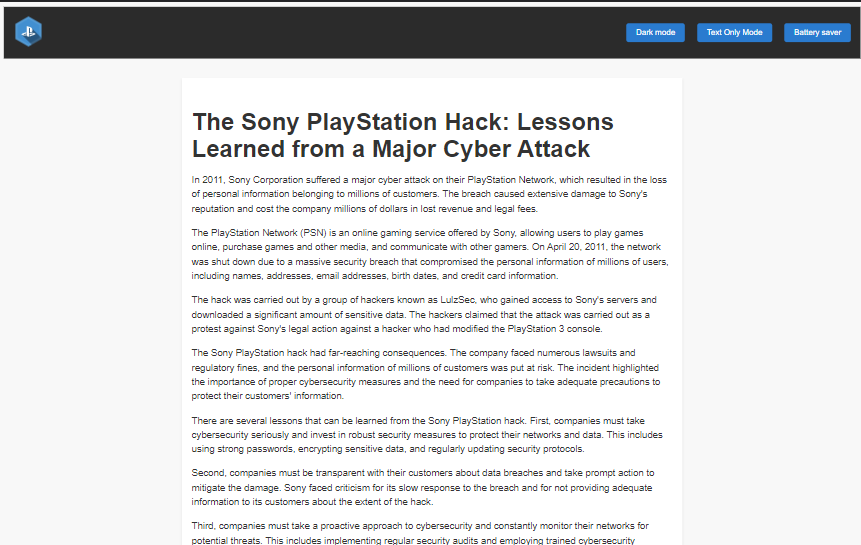 Dark mode
Text Only Mode
Battery saver
The Sony PlayStation Hack: Lessons
Learned from a Major Cyber Attack
In 2011, Sony Corporation suffered a major cyber attack on their PlayStation Network, which resulted in the loss
of personal information belonging to millions of customers. The breach caused extensive damage to Sony's
reputation and cost the company millions of dollars in lost revenue and legal fees.
The PlayStation Network (PSN) is an online gaming service offered by Sony, allowing users to play games
online, purchase games and other media, and communicate with other gamers. On April 20, 2011, the network
was shut down due to a massive security breach that compromised the personal information of millions of users,
including names, addresses, email addresses, birth dates, and credit card information.
The hack was carried out by a group of hackers known as LulzSec, who gained access to Sony's servers and
downloaded a significant amount of sensitive data. The hackers claimed that the attack was carried out as a
protest against Sony's legal action against a hacker who had modified the PlayStation 3 console.
The Sony PlayStation hack had far-reaching consequences. The company faced numerous lawsuits and
regulatory fines, and the personal information of millions of customers was put at risk. The incident highlighted
the importance of proper cybersecurity measures and the need for companies to take adequate precautions to
protect their customers' information.
There are several lessons that can be learned from the Sony PlayStation hack. First, companies must take
cybersecurity seriously and invest in robust security measures to protect their networks and data. This includes
using strong passwords, encrypting sensitive data, and regularly updating security protocols.
Second, companies must be transparent with their customers about data breaches and take prompt action to
mitigate the damage. Sony faced criticism for its slow response to the breach and for not providing adequate
information to its customers about the extent of the hack.
Third, companies must take a proactive approach to cybersecurity and constantly monitor their networks for
potential threats. This includes implementing regular security audits and employing trained cybersecurity